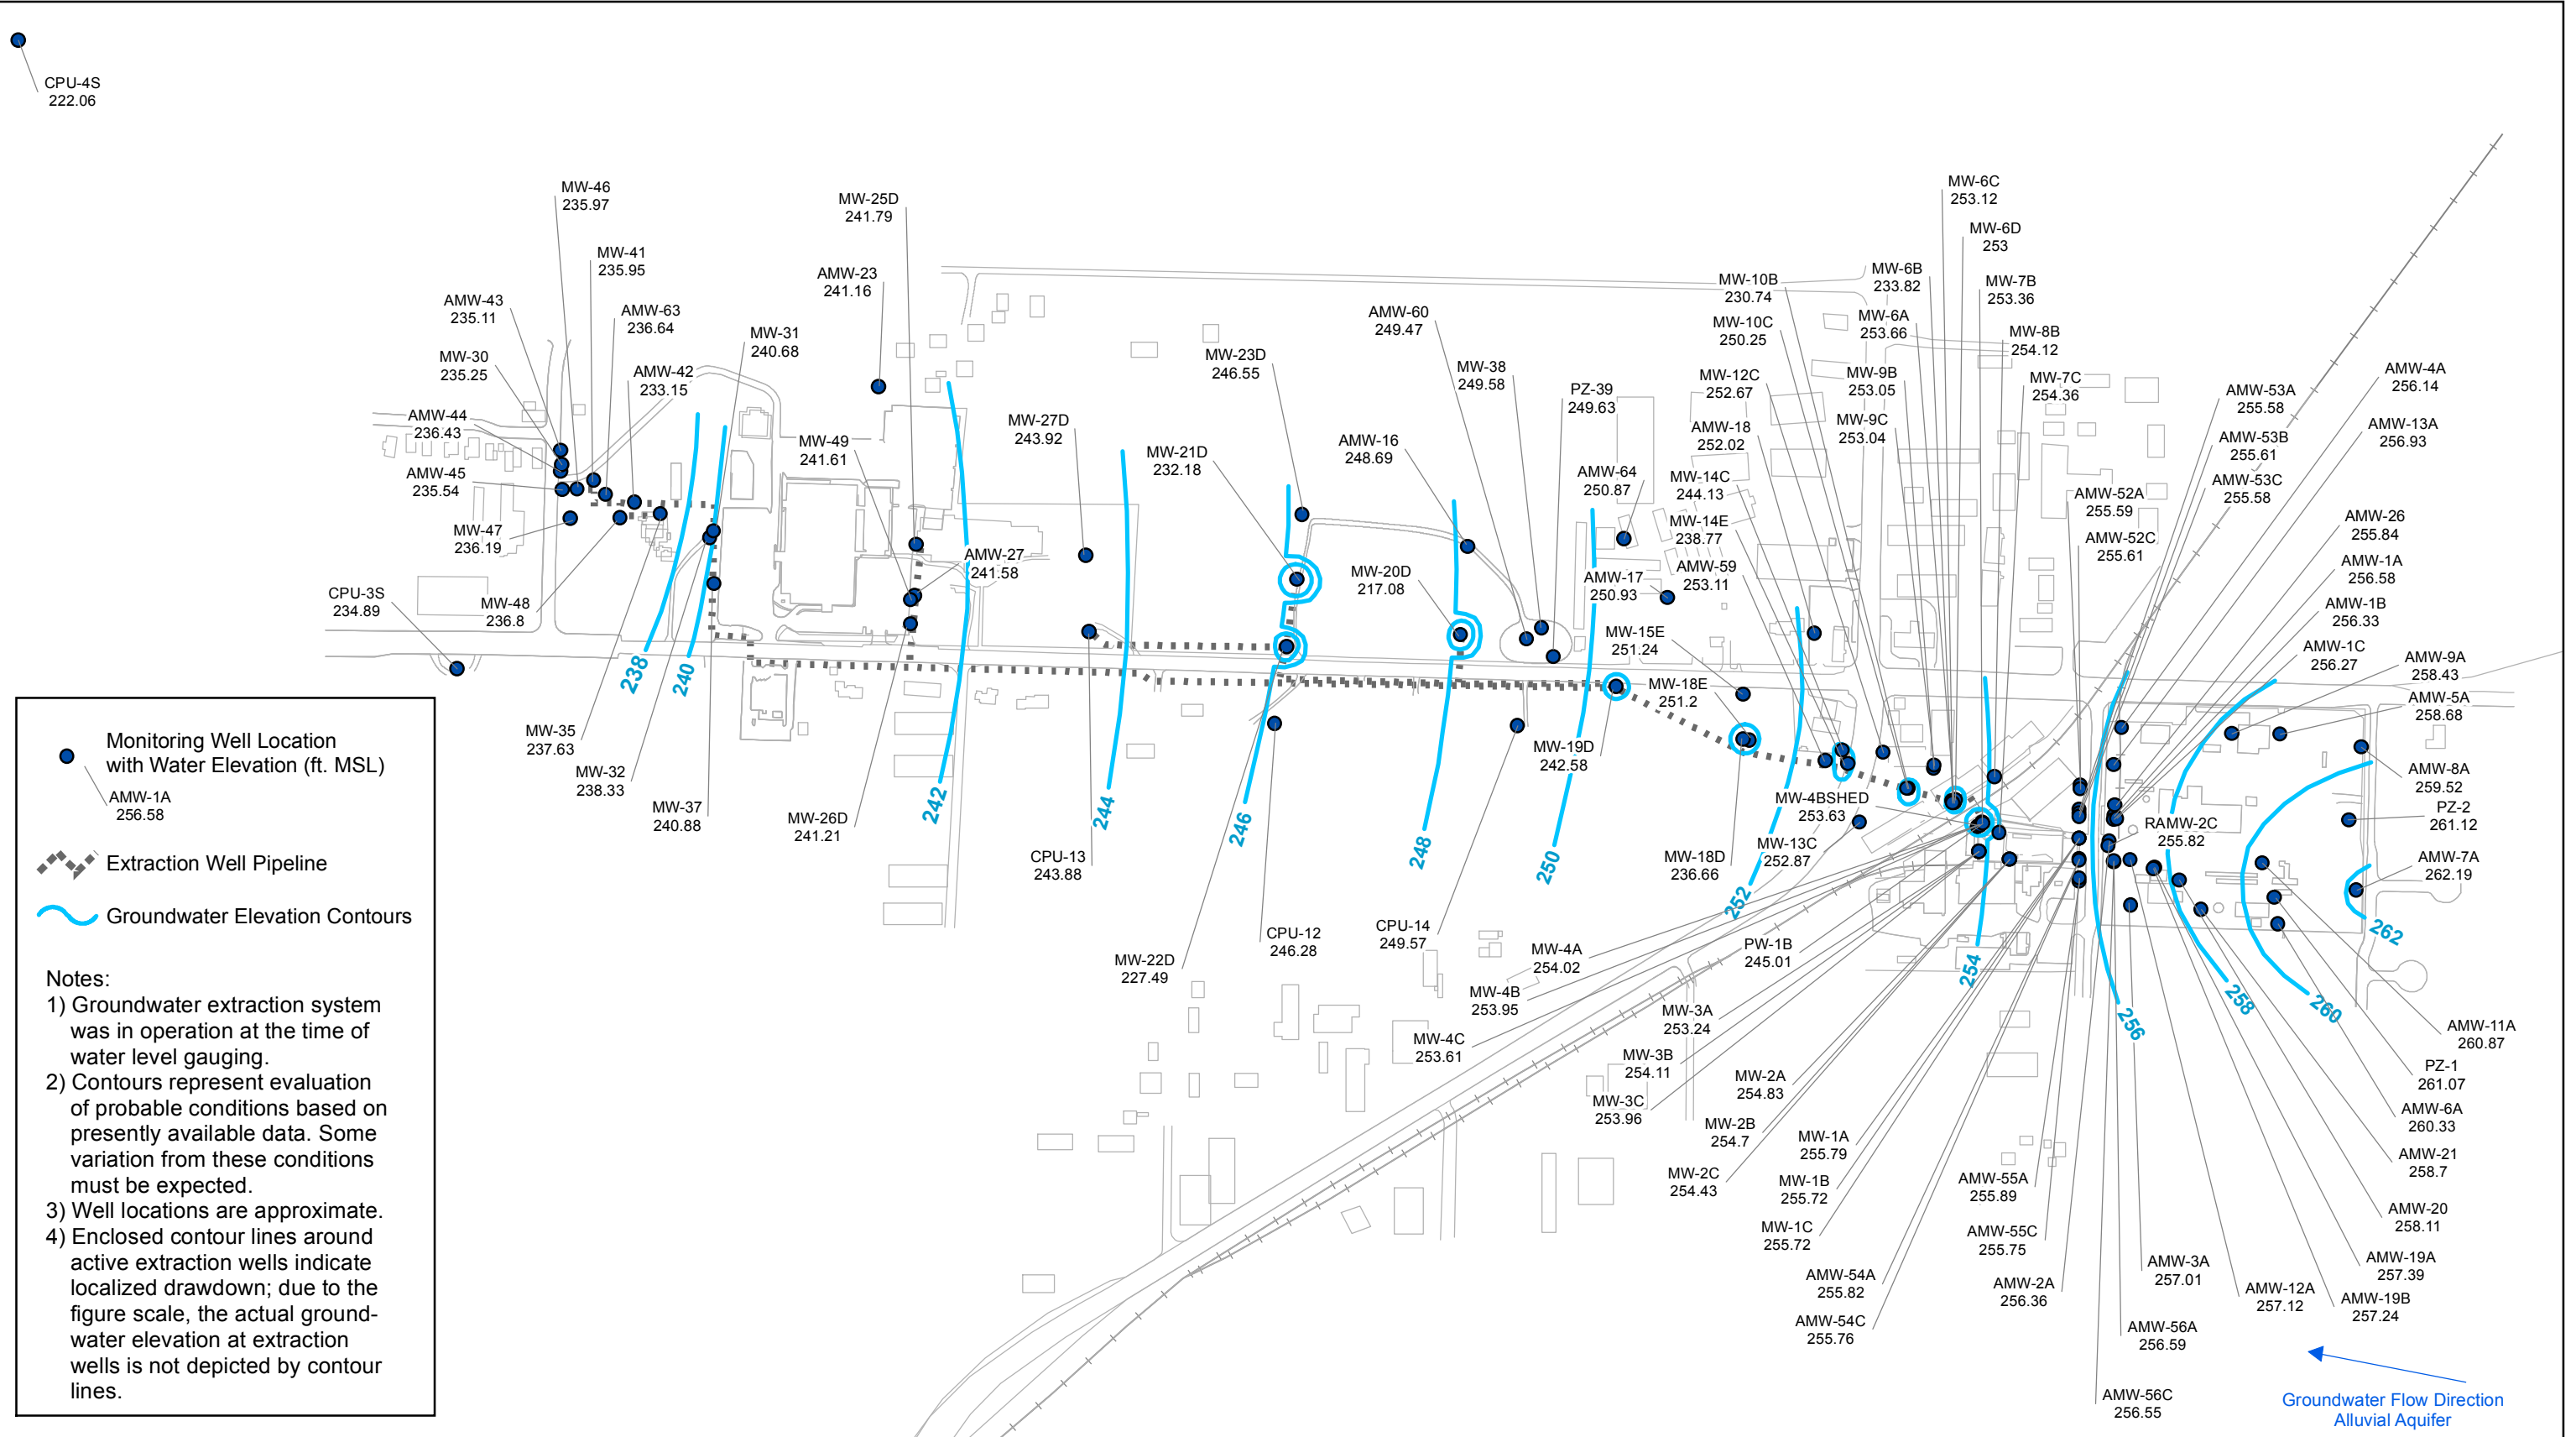 CPU-4S
222.06
MW-46
235.97
MW-41
235.95
AMW-43
235.11
AMW-63
236.64
MW-30
235.25
AMW-42
233.15
MW-31
240.68
AMW-44
236.43
AMW-45
235.54
MW-47
236.19
CPU-3S
234.89
MW-48
236.8
MW-35
237.63
MW-32
238.33
MW-37
240.88
MW-25D
241.79
AMW-23
241.16
MW-49
241.61
AMW-27
241.58
MW-26D
241.21
MW-27D
243.92
CPU-13
243.88
MW-23D
246.55
MW-21D
232.18
MW-22D
227.49
CPU-12
246.28
AMW-60
249.47
MW-38
249.58
AMW-16
248.69
MW-20D
217.08
CPU-14
249.57
PZ-39
249.63
AMW-64
250.87
AMW-17
250.93
MW-15E
251.24
MW-18E
251.2
MW-19D
242.58
MW-18D
236.66
MW-10B
230.74
MW-10C
250.25
MW-12C
252.67
AMW-18
252.02
MW-14C
244.13
MW-14E
238.77
AMW-59
253.11
MW-6C
253.12
MW-6D
253
MW-6B
233.82
MW-6A
253.66
MW-9B
253.05
MW-9C
253.04
MW-7B
253.36
MW-8B
254.12
MW-7C
254.36
MW-4BSHED
253.63
MW-13C
252.87
AMW-52A
255.59
AMW-52C
255.61
AMW-53A
255.58
AMW-53B
255.61
AMW-53C
255.58
AMW-4A
256.14
AMW-13A
256.93
AMW-26
255.84
AMW-1A
256.58
AMW-1B
256.33
AMW-1C
256.27
AMW-9A
258.43
AMW-5A
258.68
AMW-8A
259.52
PZ-2
261.12
AMW-7A
262.19
RAMW-2C
255.82
MW-4A
254.02
MW-4B
253.95
MW-4C
253.61
PW-1B
245.01
MW-3A
253.24
MW-3B
254.11
MW-3C
253.96
MW-2A
254.83
MW-2B
254.7
MW-2C
254.43
MW-1A
255.79
MW-1B
255.72
MW-1C
255.72
AMW-54A
255.82
AMW-54C
255.76
AMW-55A
255.89
AMW-55C
255.75
AMW-2A
256.36
AMW-3A
257.01
AMW-56A
256.59
AMW-56C
256.55
AMW-12A
257.12
AMW-19B
257.24
AMW-19A
257.39
AMW-20
258.11
AMW-21
258.7
AMW-6A
260.33
PZ-1
261.07
AMW-11A
260.87
238
240
242
244
246
248
250
252
254
256
258
260
262
Monitoring Well Location
with Water Elevation (ft. MSL)
AMW-1A
256.58
Extraction Well Pipeline
Groundwater Elevation Contours
Notes:
1) Groundwater extraction system
was in operation at the time of
water level gauging.
2) Contours represent evaluation
of probable conditions based on
presently available data. Some
variation from these conditions
must be expected.
3) Well locations are approximate.
4) Enclosed contour lines around
active extraction wells indicate
localized drawdown; due to the
figure scale, the actual ground-
water elevation at extraction
wells is not depicted by contour
lines.
Groundwater Flow Direction
Alluvial Aquifer